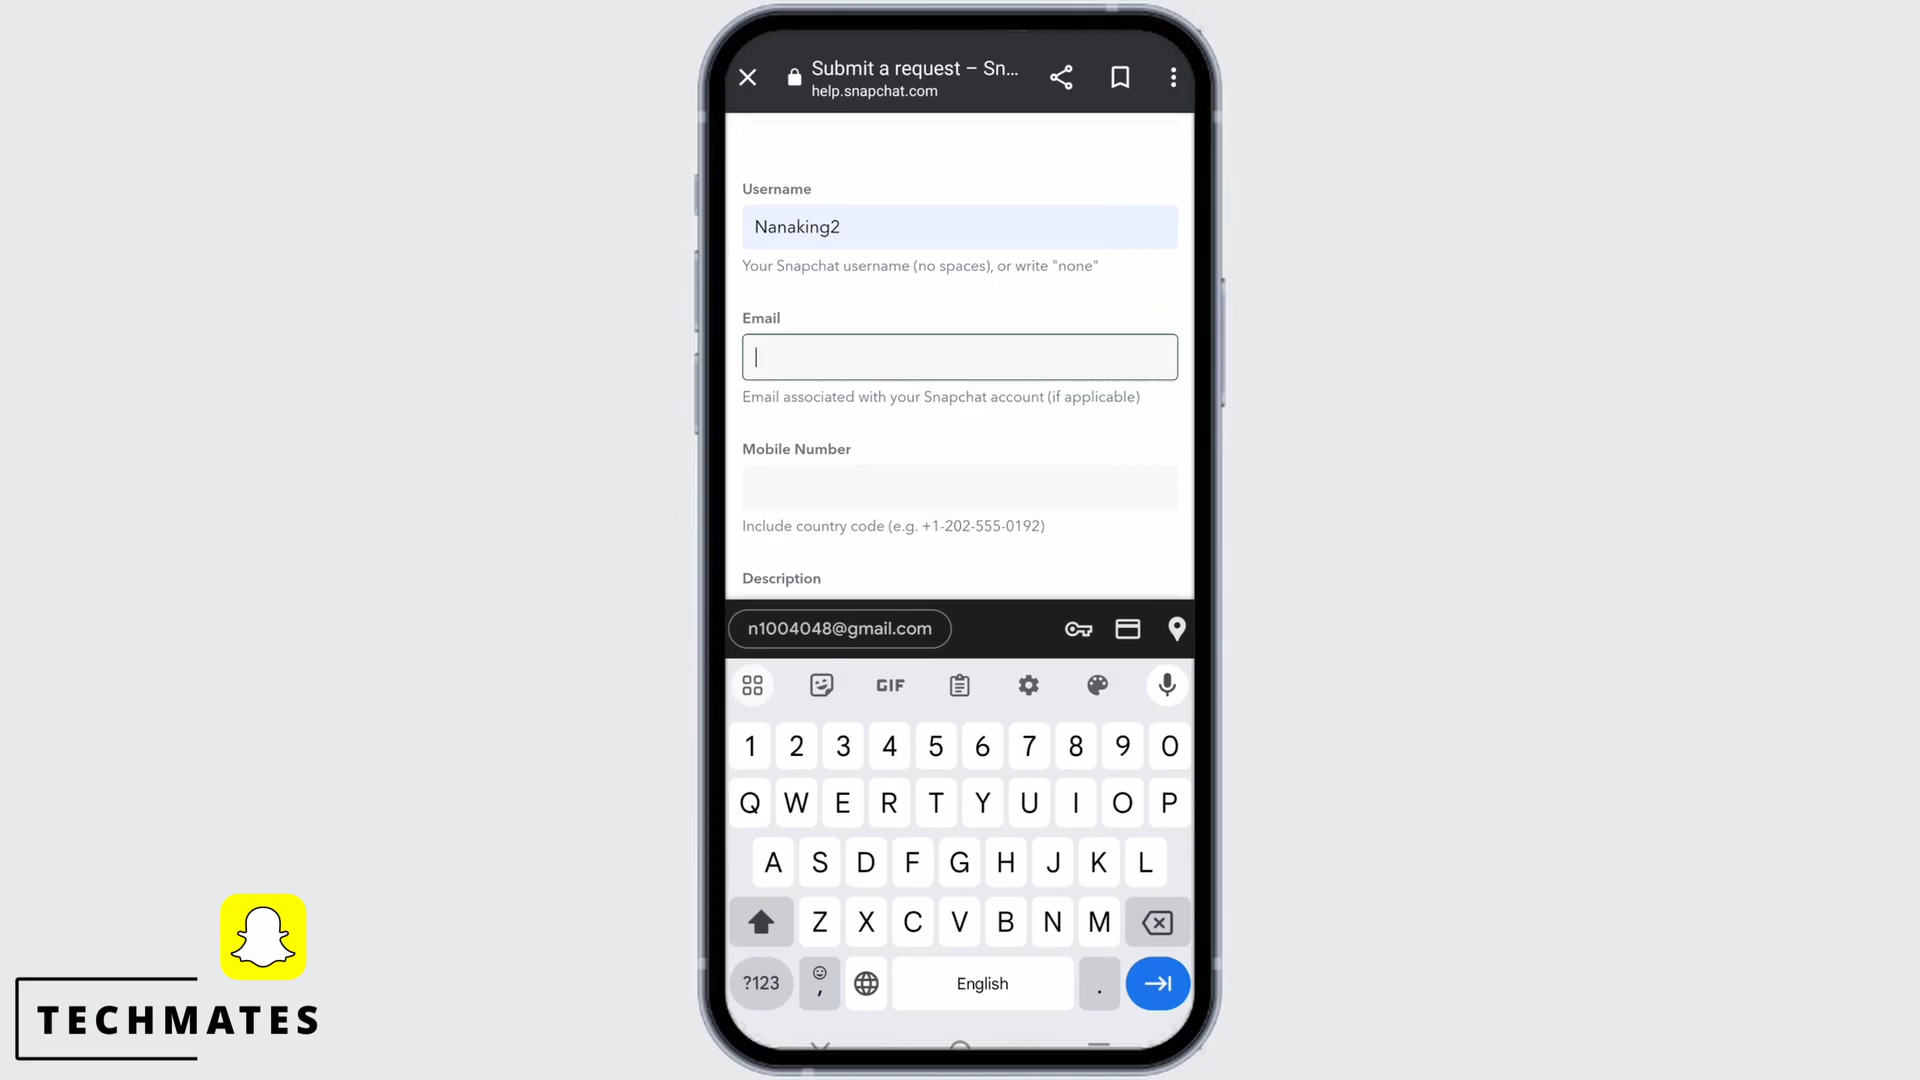 Submit a request – Sn...
help.snapchat.com
Username
Nanaking2
Your Snapchat username (no spaces), or write "none"
Email
Email associated with your Snapchat account (if applicable)
Mobile Number
Include country code (e.g. +1-202-555-0192)
Description
n1004048@gmail.com
GIF
1 2 3 4 5 6 7 8 9 0
Q W E R T Y U I O P
A S D F G H J K L
Z X C V B N M
?123 , English .
TECHMATES